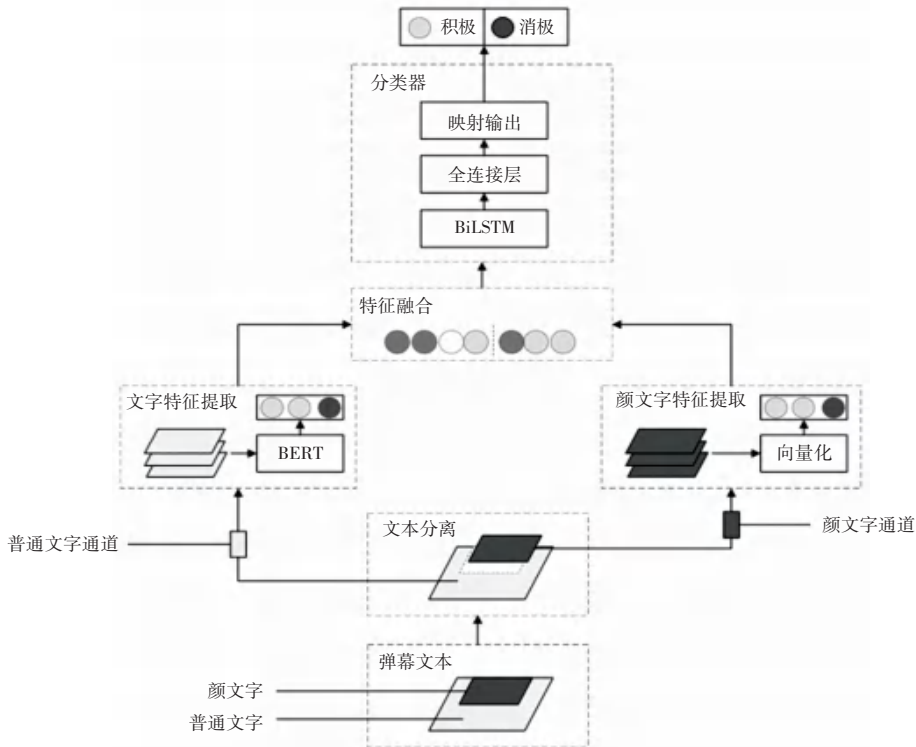 积极 消极
分类器
映射输出
全连接层
BiLSTM
特征融合
文字特征提取
BERT
颜文字特征提取
向量化
普通文字通道
文本分离
颜文字通道
弹幕文本
颜文字
普通文字